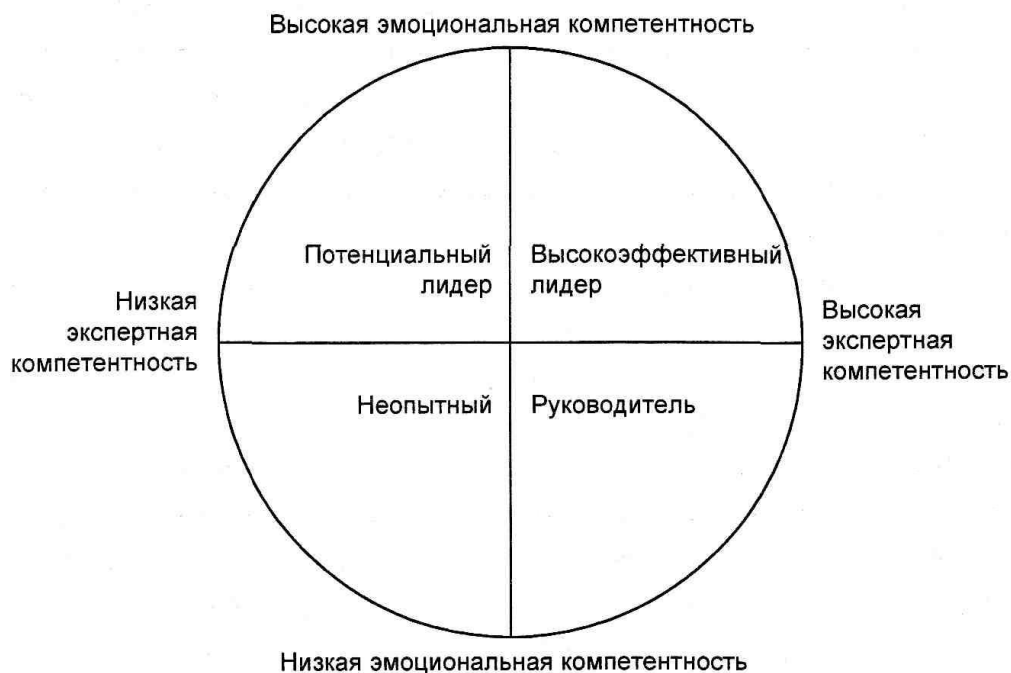 Высокая эмоциональная компетентность
Потенциальный
лидер
Высокоэффективный
лидер
Низкая
экспертная
компетентность
Высокая
экспертная
компетентность
Неопытный
Руководитель
Низкая эмоциональная компетентность